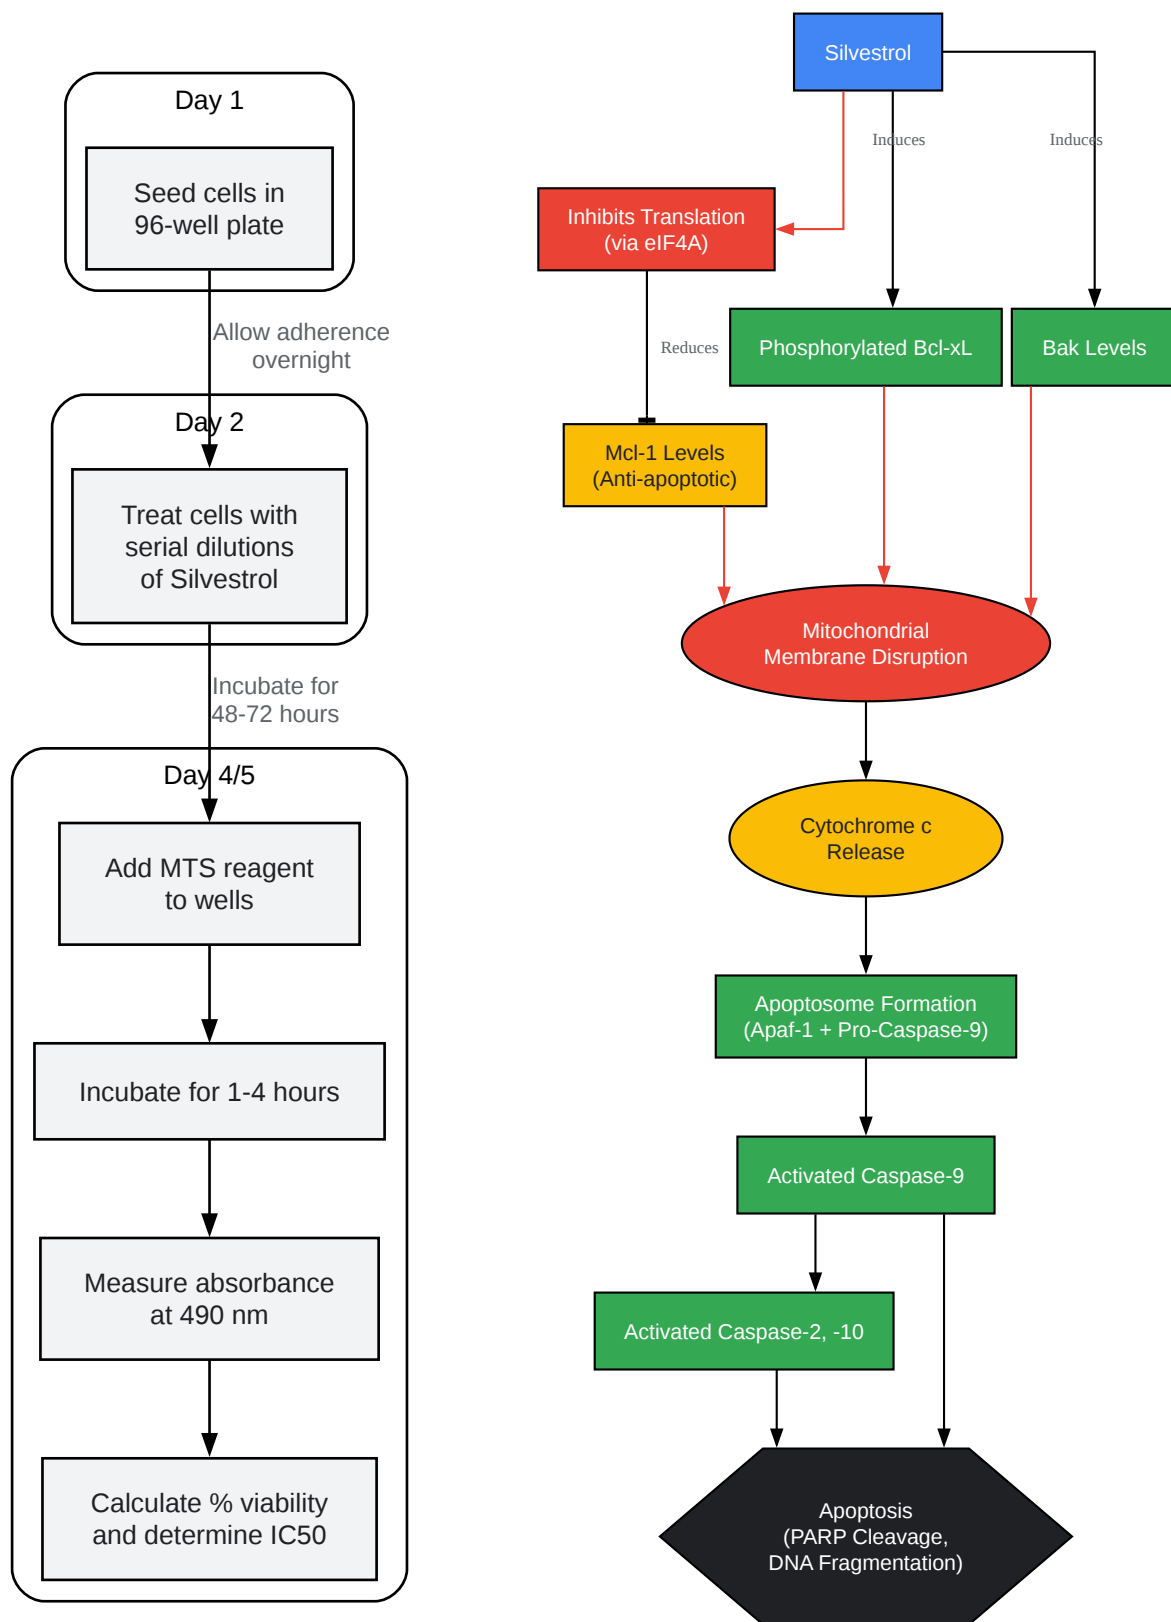 Day 1
Seed cells in
96-well plate
Allow adherence
overnight
Day 2
Treat cells with
serial dilutions
of Silvestrol
Incubate for
48-72 hours
Day 4/5
Add MTS reagent
to wells
Incubate for 1-4 hours
Measure absorbance
at 490 nm
Calculate % viability
and determine IC50
Silvestrol
Induces
Induces
Inhibits Translation
(via eIF4A)
Reduces
Phosphorylated Bcl-xL
Bak Levels
Mcl-1 Levels
(Anti-apoptotic)
Mitochondrial
Membrane Disruption
Cytochrome c
Release
Apoptosome Formation
(Apaf-1 + Pro-Caspase-9)
Activated Caspase-9
Activated Caspase-2, -10
Apoptosis
(PARP Cleavage,
DNA Fragmentation)